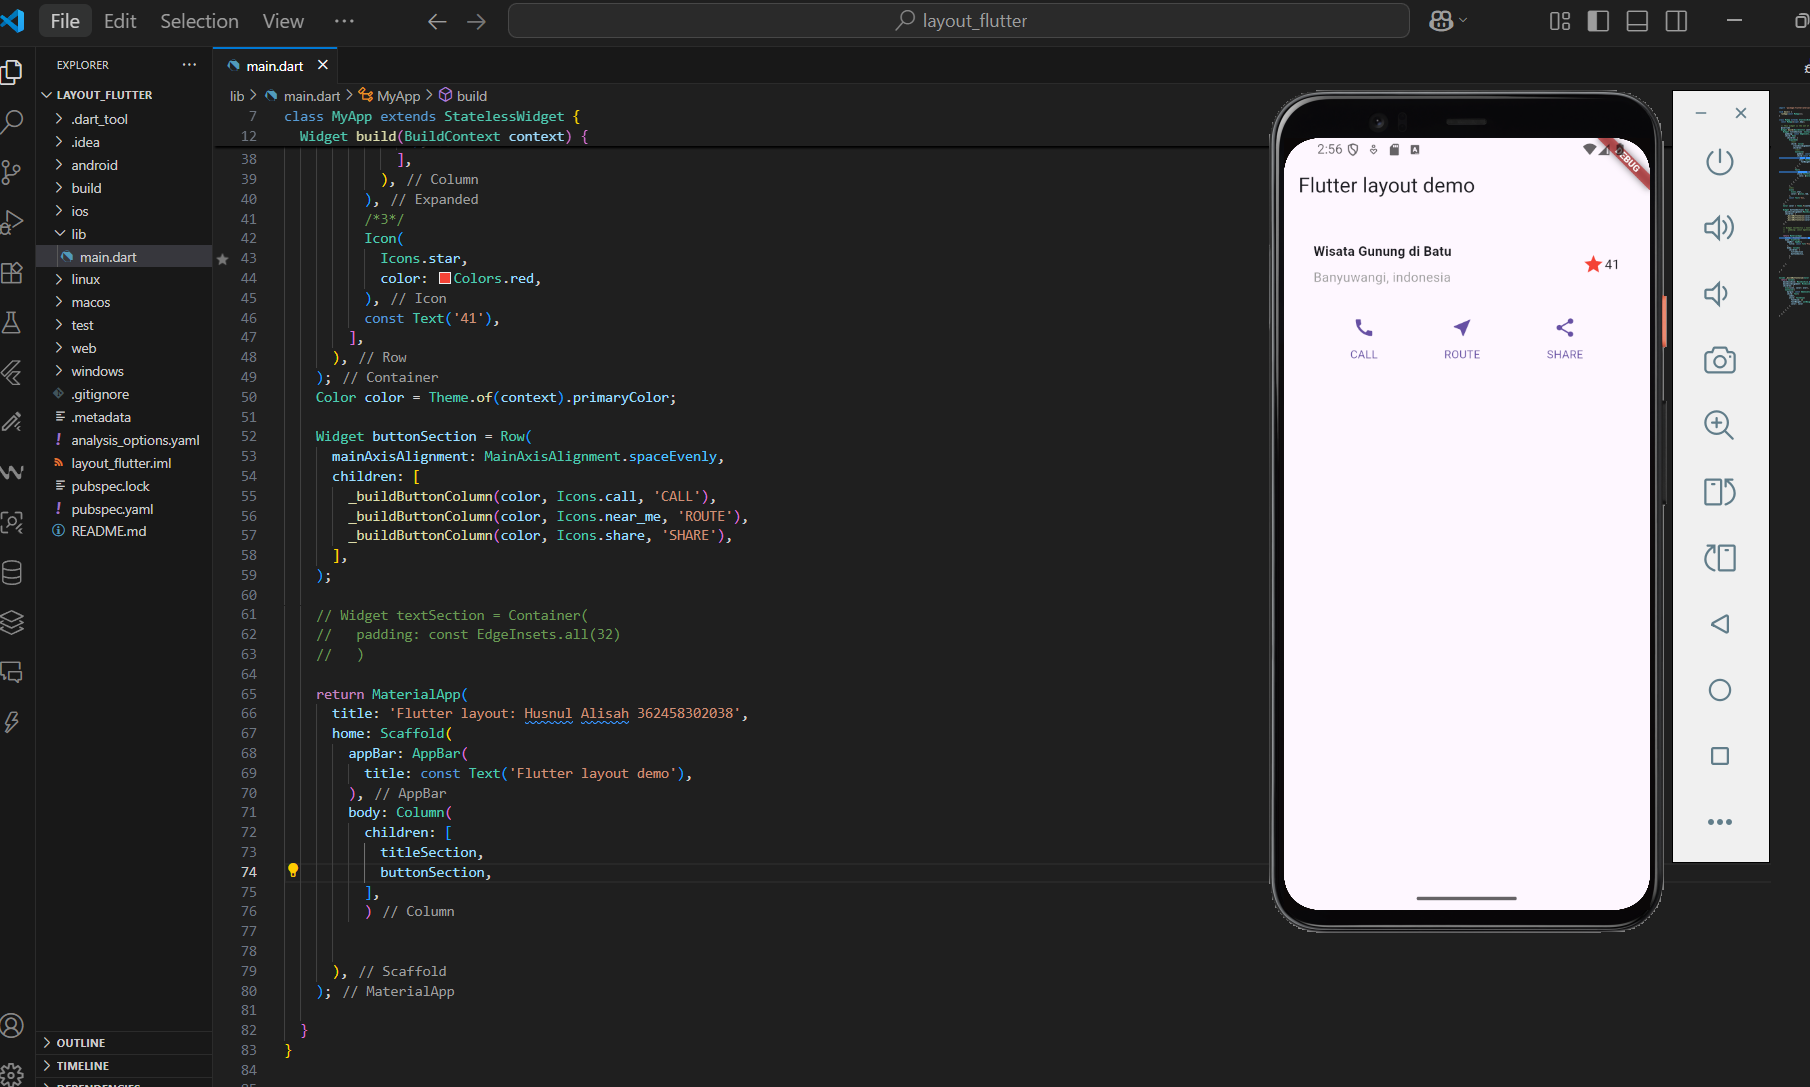 File Edit Selection View ···
layout_flutter
EXPLORER ···
LAYOUT_FLUTTER
.dart_tool
.idea
android
build
ios
lib
main.dart
linux
macos
test
web
windows
.gitignore
.metadata
analysis_options.yaml
layout_flutter.iml
pubspec.lock
pubspec.yaml
README.md
OUTLINE
TIMELINE
DEPENDENCIES
main.dart
lib > main.dart > MyApp > build
7 class MyApp extends StatelessWidget {
12 Widget build(BuildContext context) {
38 ],
39 ), // Column
40 ), // Expanded
41 /*3*/
42 Icon(
43 Icons.star,
44 color: Colors.red,
45 ), // Icon
46 const Text('41'),
47 ],
48 ), // Row
49 ); // Container
50 Color color = Theme.of(context).primaryColor;
51
52 Widget buttonSection = Row(
53 mainAxisAlignment: MainAxisAlignment.spaceEvenly,
54 children: [
55 _buildButtonColumn(color, Icons.call, 'CALL'),
56 _buildButtonColumn(color, Icons.near_me, 'ROUTE'),
57 _buildButtonColumn(color, Icons.share, 'SHARE'),
58 ],
59 );
60
61 // Widget textSection = Container(
62 //   padding: const EdgeInsets.all(32)
63 //   )
64
65 return MaterialApp(
66 title: 'Flutter layout: Husnul Alisah 362458302038',
67 home: Scaffold(
68 appBar: AppBar(
69 title: const Text('Flutter layout demo'),
70 ), // AppBar
71 body: Column(
72 children: [
73 titleSection,
74 buttonSection,
75 ],
76 ) // Column
77
78
79 ), // Scaffold
80 ); // MaterialApp
81
82 }
83 }
84
2:56
Flutter layout demo
Wisata Gunung di Batu
Banyuwangi, indonesia
41
CALL ROUTE SHARE